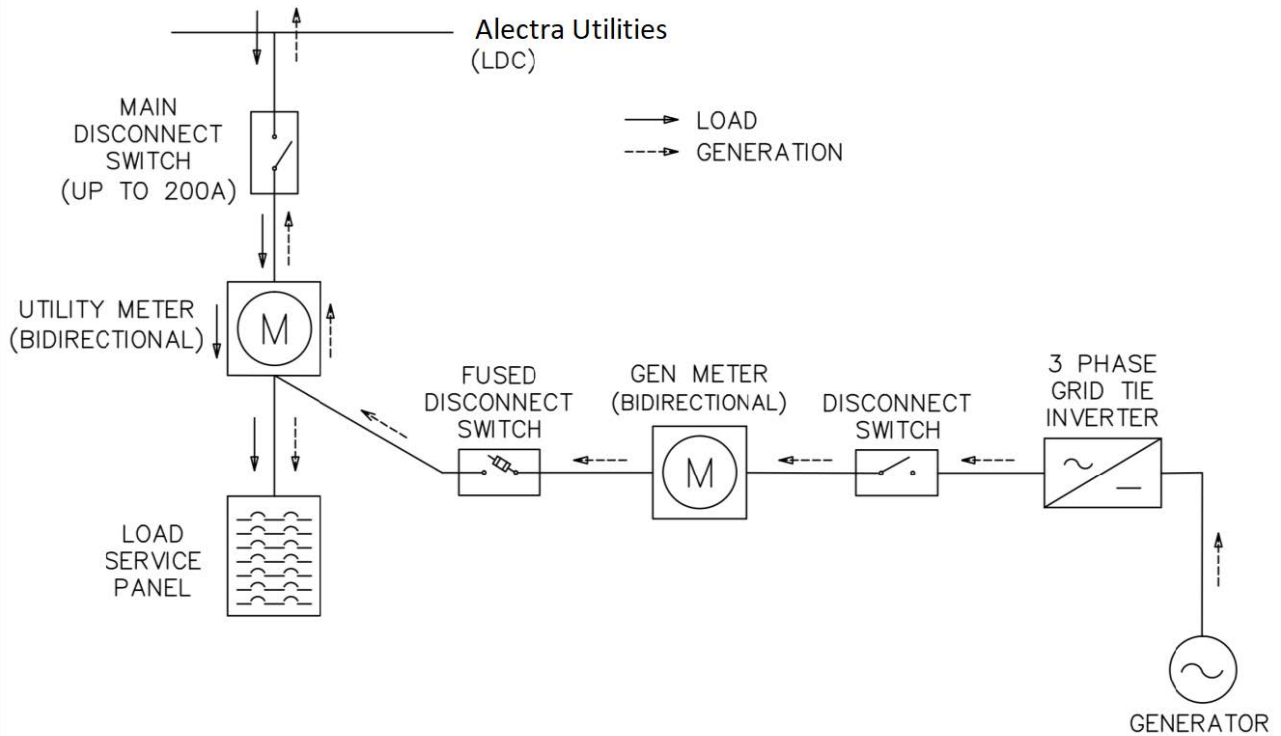 Alectra Utilities
(LDC)
MAIN
DISCONNECT
SWITCH
(UP TO 200A)
LOAD
GENERATION
UTILITY METER
(BIDIRECTIONAL)
M
FUSED
DISCONNECT
SWITCH
GEN METER
(BIDIRECTIONAL)
M
DISCONNECT
SWITCH
3 PHASE
GRID TIE
INVERTER
LOAD
SERVICE
PANEL
GENERATOR